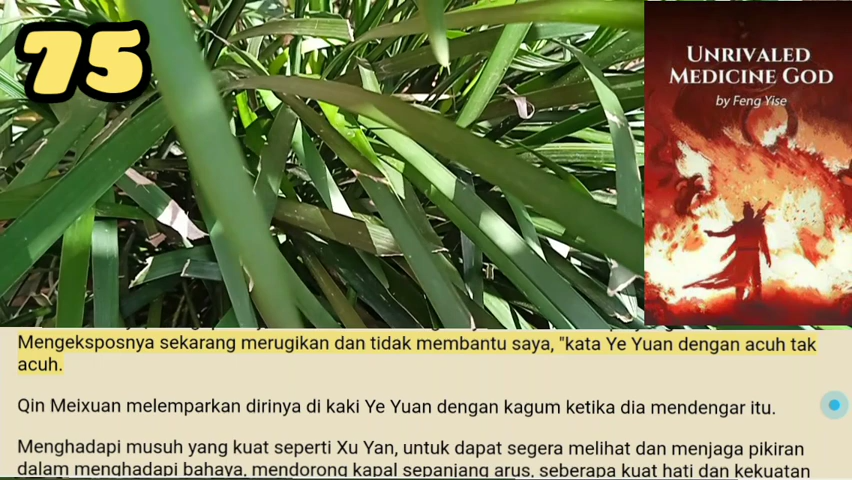 75
UNRIVALED
MEDICINE GOD
by Feng Yise
Mengeksposnya sekarang merugikan dan tidak membantu saya, "kata Ye Yuan dengan acuh tak
acuh.
Qin Meixuan melemparkan dirinya di kaki Ye Yuan dengan kagum ketika dia mendengar itu.
Menghadapi musuh yang kuat seperti Xu Yan, untuk dapat segera melihat dan menjaga pikiran
dalam menghadapi bahaya, mendorong kapal sepanjang arus, seberapa kuat hati dan kekuatan